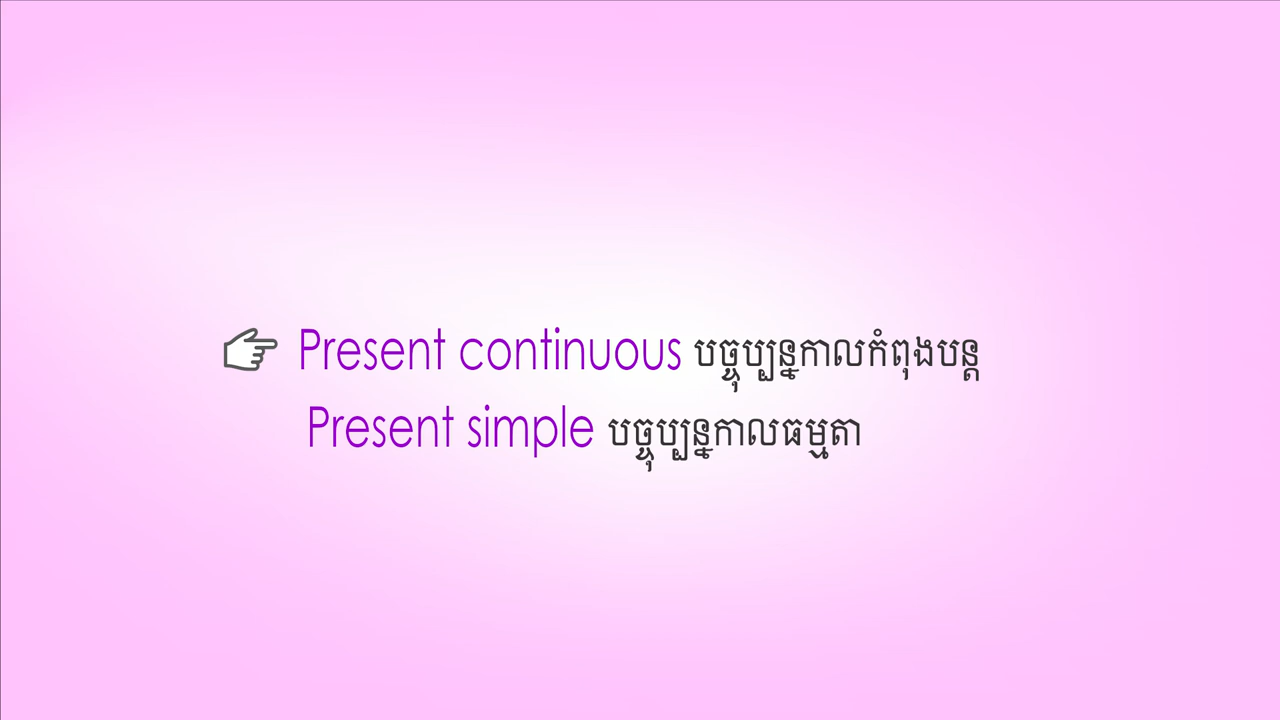 Present continuous បច្ចុប្បន្នកាលកំពុងបន្ត
Present simple បច្ចុប្បន្នកាលធម្មតា